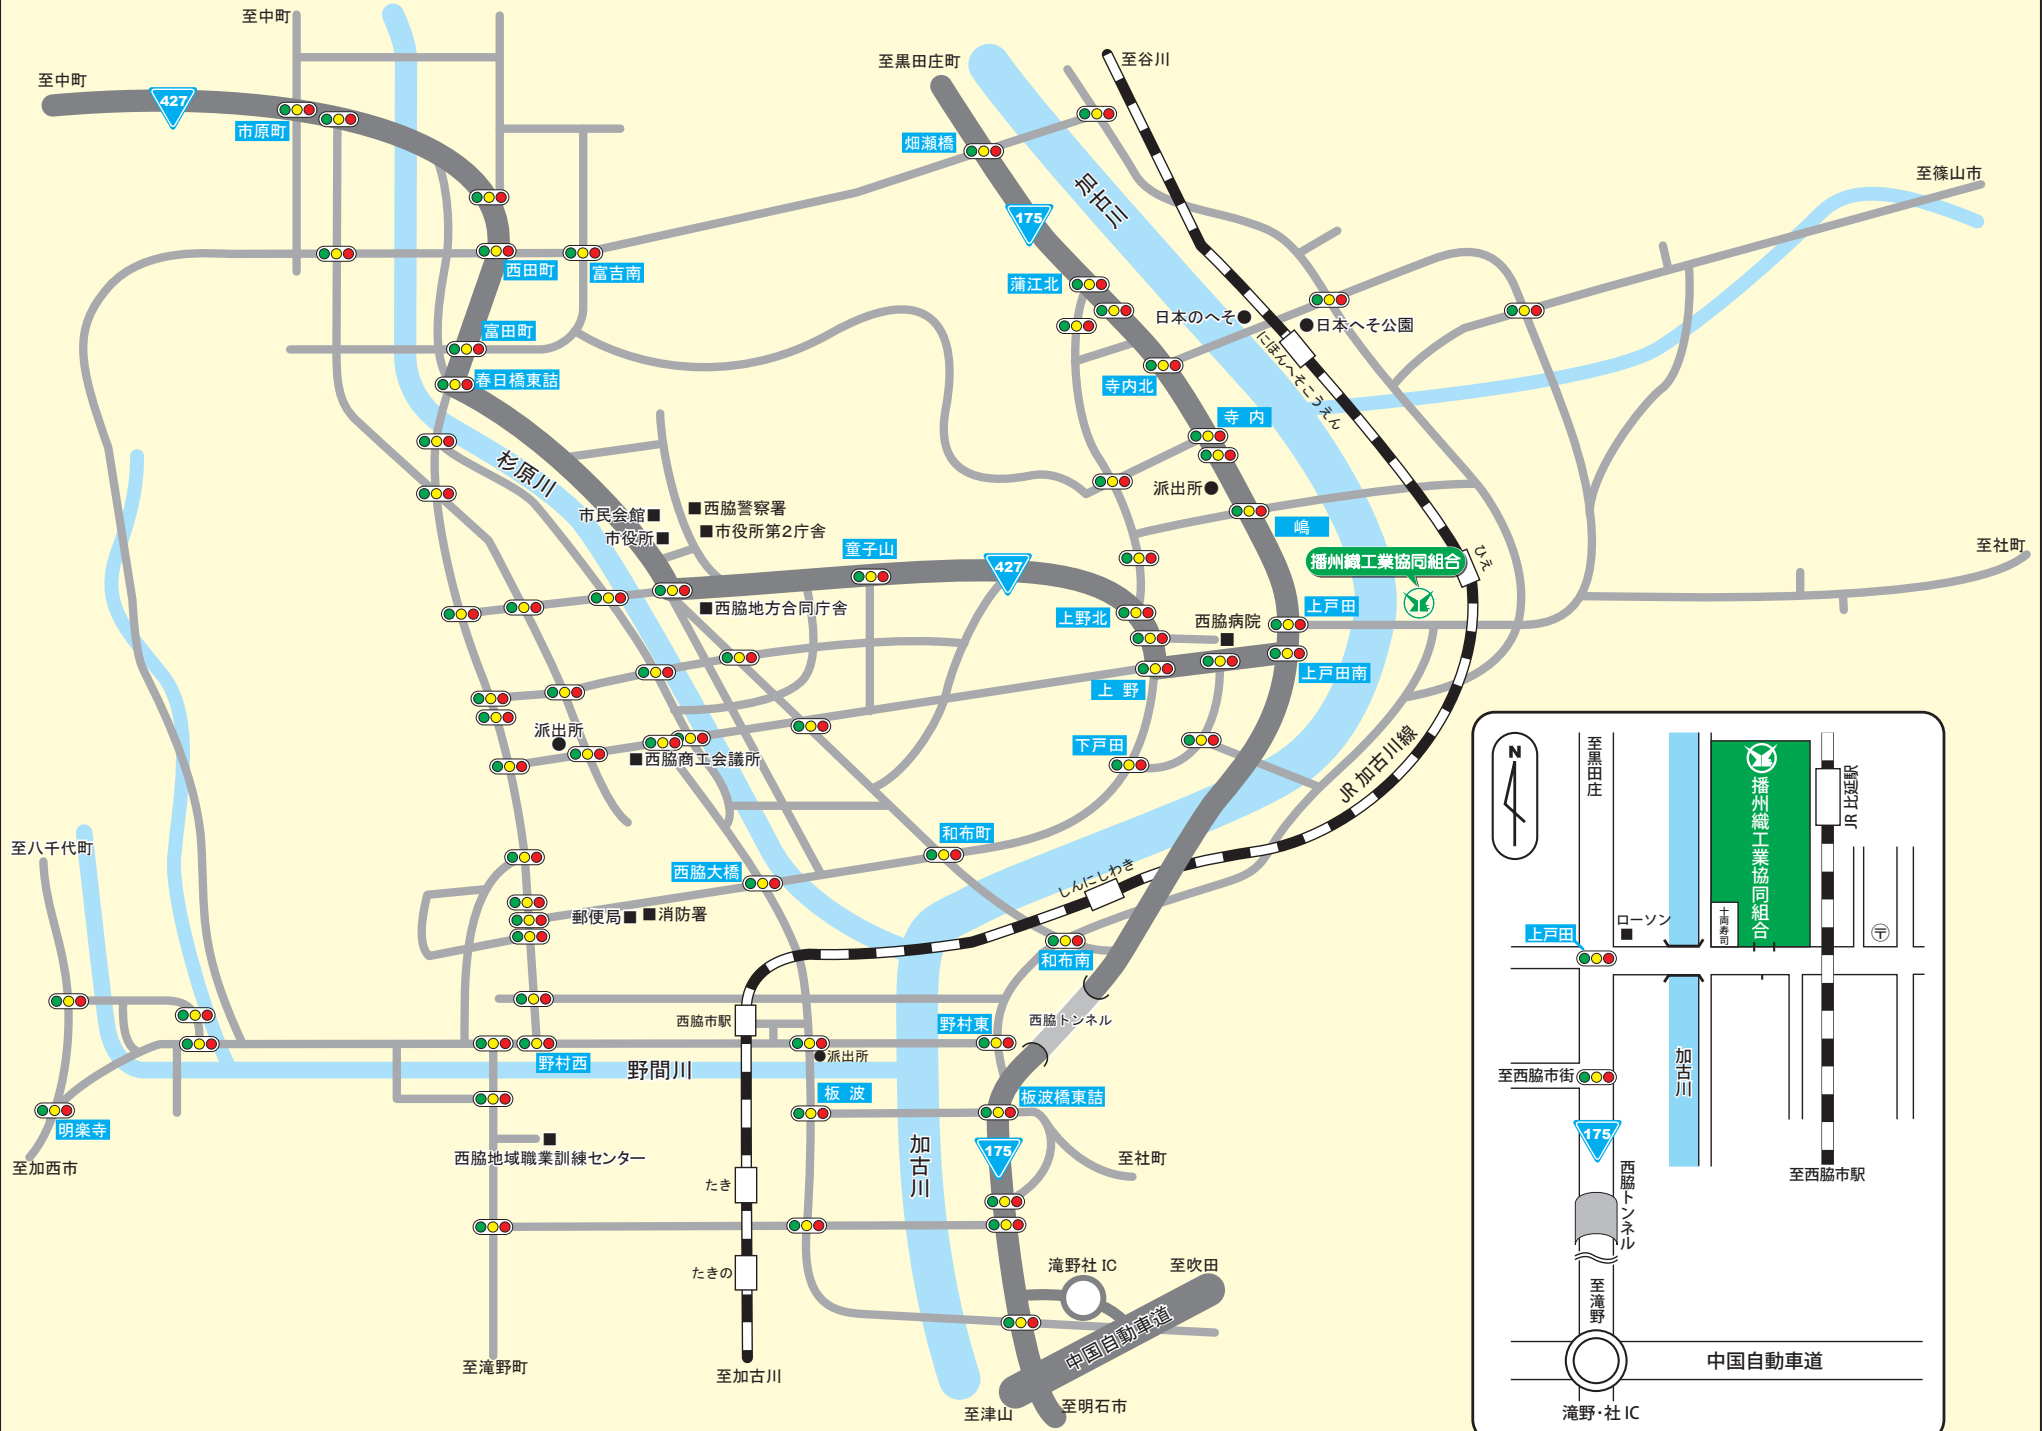 至中町
至中町
427
市原町
西田町
富吉南
富田町
春日橋東詰
杉原川
至黒田庄町
至谷川
畑瀬橋
加古川
175
蒲江北
日本のへそ
日本へそ公園
にほんへそこうえん
寺内北
寺内
派出所
嶋
至篠山市
至社町
市民会館
市役所
西脇警察署
市役所第2庁舎
童子山
427
西脇地方合同庁舎
上野北
西脇病院
播州織工業協同組合
ひえ
上戸田
上戸田南
上野
下戸田
派出所
西脇商工会議所
JR加古川線
和布町
西脇大橋
しんにしわき
郵便局
消防署
和布南
西脇トンネル
至八千代町
西脇市駅
野村東
野村西
派出所
野間川
板波
板波橋東詰
明楽寺
至加西市
西脇地域職業訓練センター
加古川
175
至社町
たき
たきの
滝野社IC
至吹田
中国自動車道
至滝野町
至加古川
至津山
至明石市
N
至黒田庄
播州織工業協同組合
JR比延駅
十両寿司
ローソン
上戸田
〒
至西脇市街
加古川
175
西脇トンネル
至西脇市駅
至滝野
中国自動車道
滝野・社IC